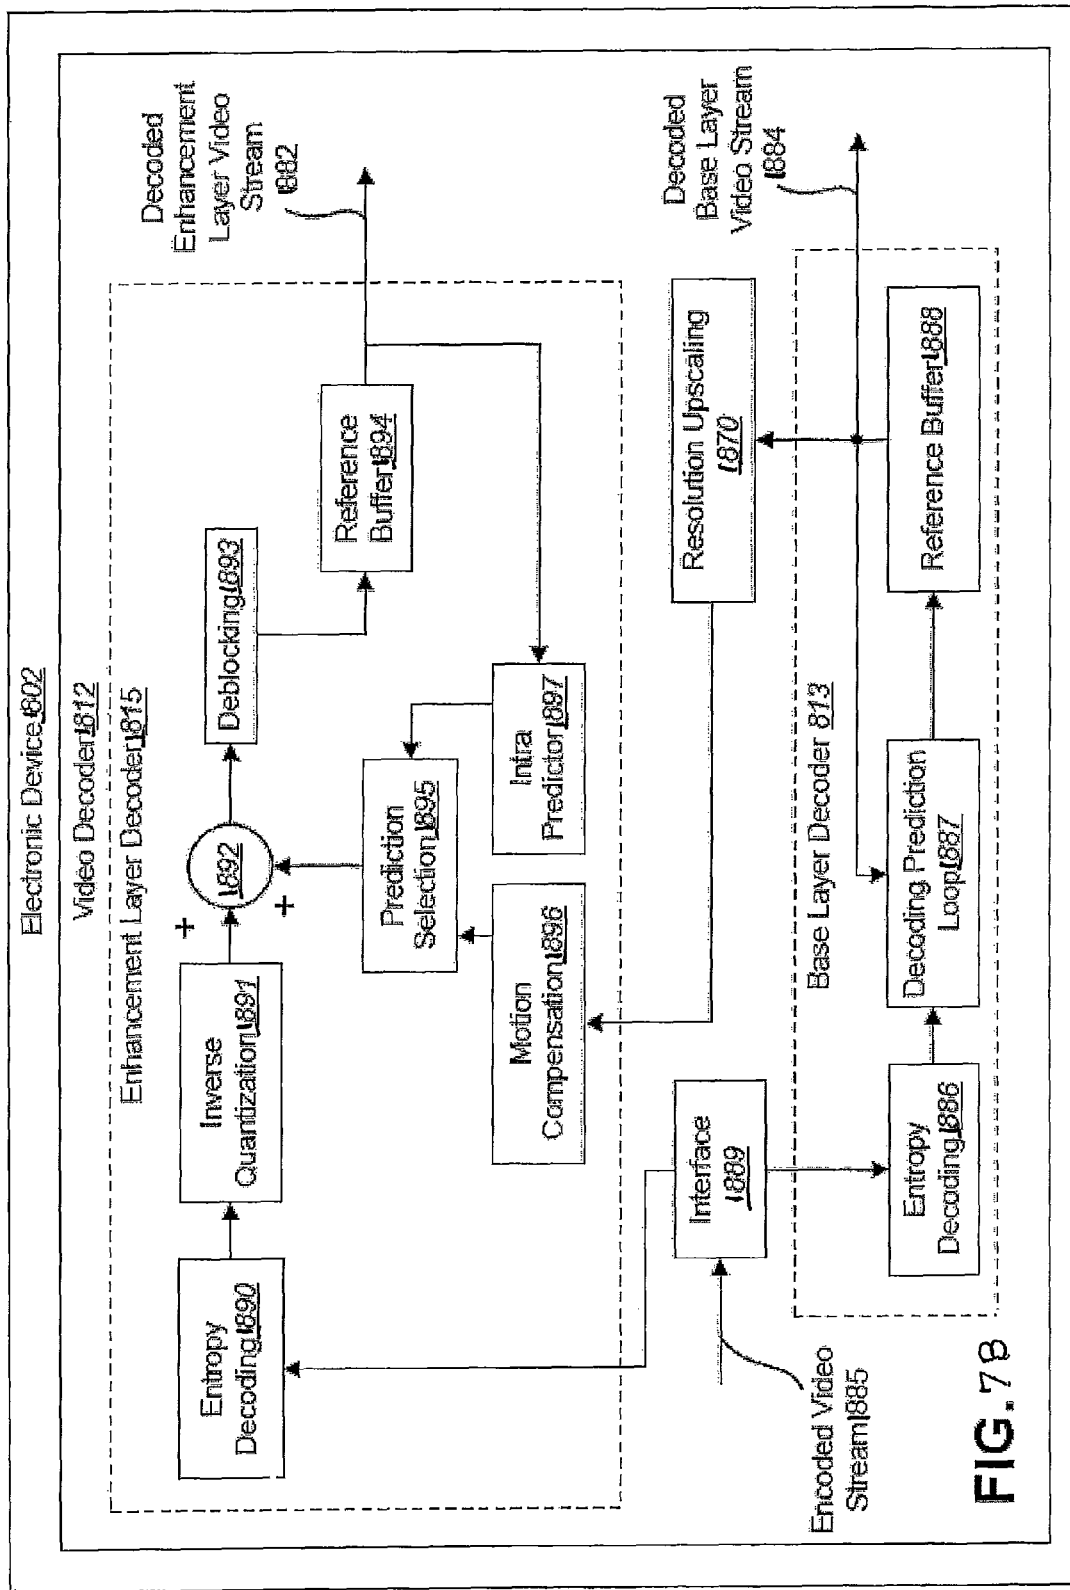 Electronic Device 1802
Video Decoder 1812
Enhancement Layer Decoder 1815
Entropy
Decoding 1890
Inverse
Quantization 1891
+
+
1892
Deblocking 1893
Reference
Buffer 1894
Decoded
Enhancement
Layer Video
Stream
1882
Prediction
Selection 1895
Motion
Compensation 1896
Intra
Predictor 1897
Encoded Video
Stream 1885
Interface
1889
Resolution Upscaling
1870
Decoded
Base Layer
Video Stream
1884
Base Layer Decoder 813
Entropy
Decoding 1886
Decoding Prediction
Loop 1887
Reference Buffer 1888
FIG. 7B